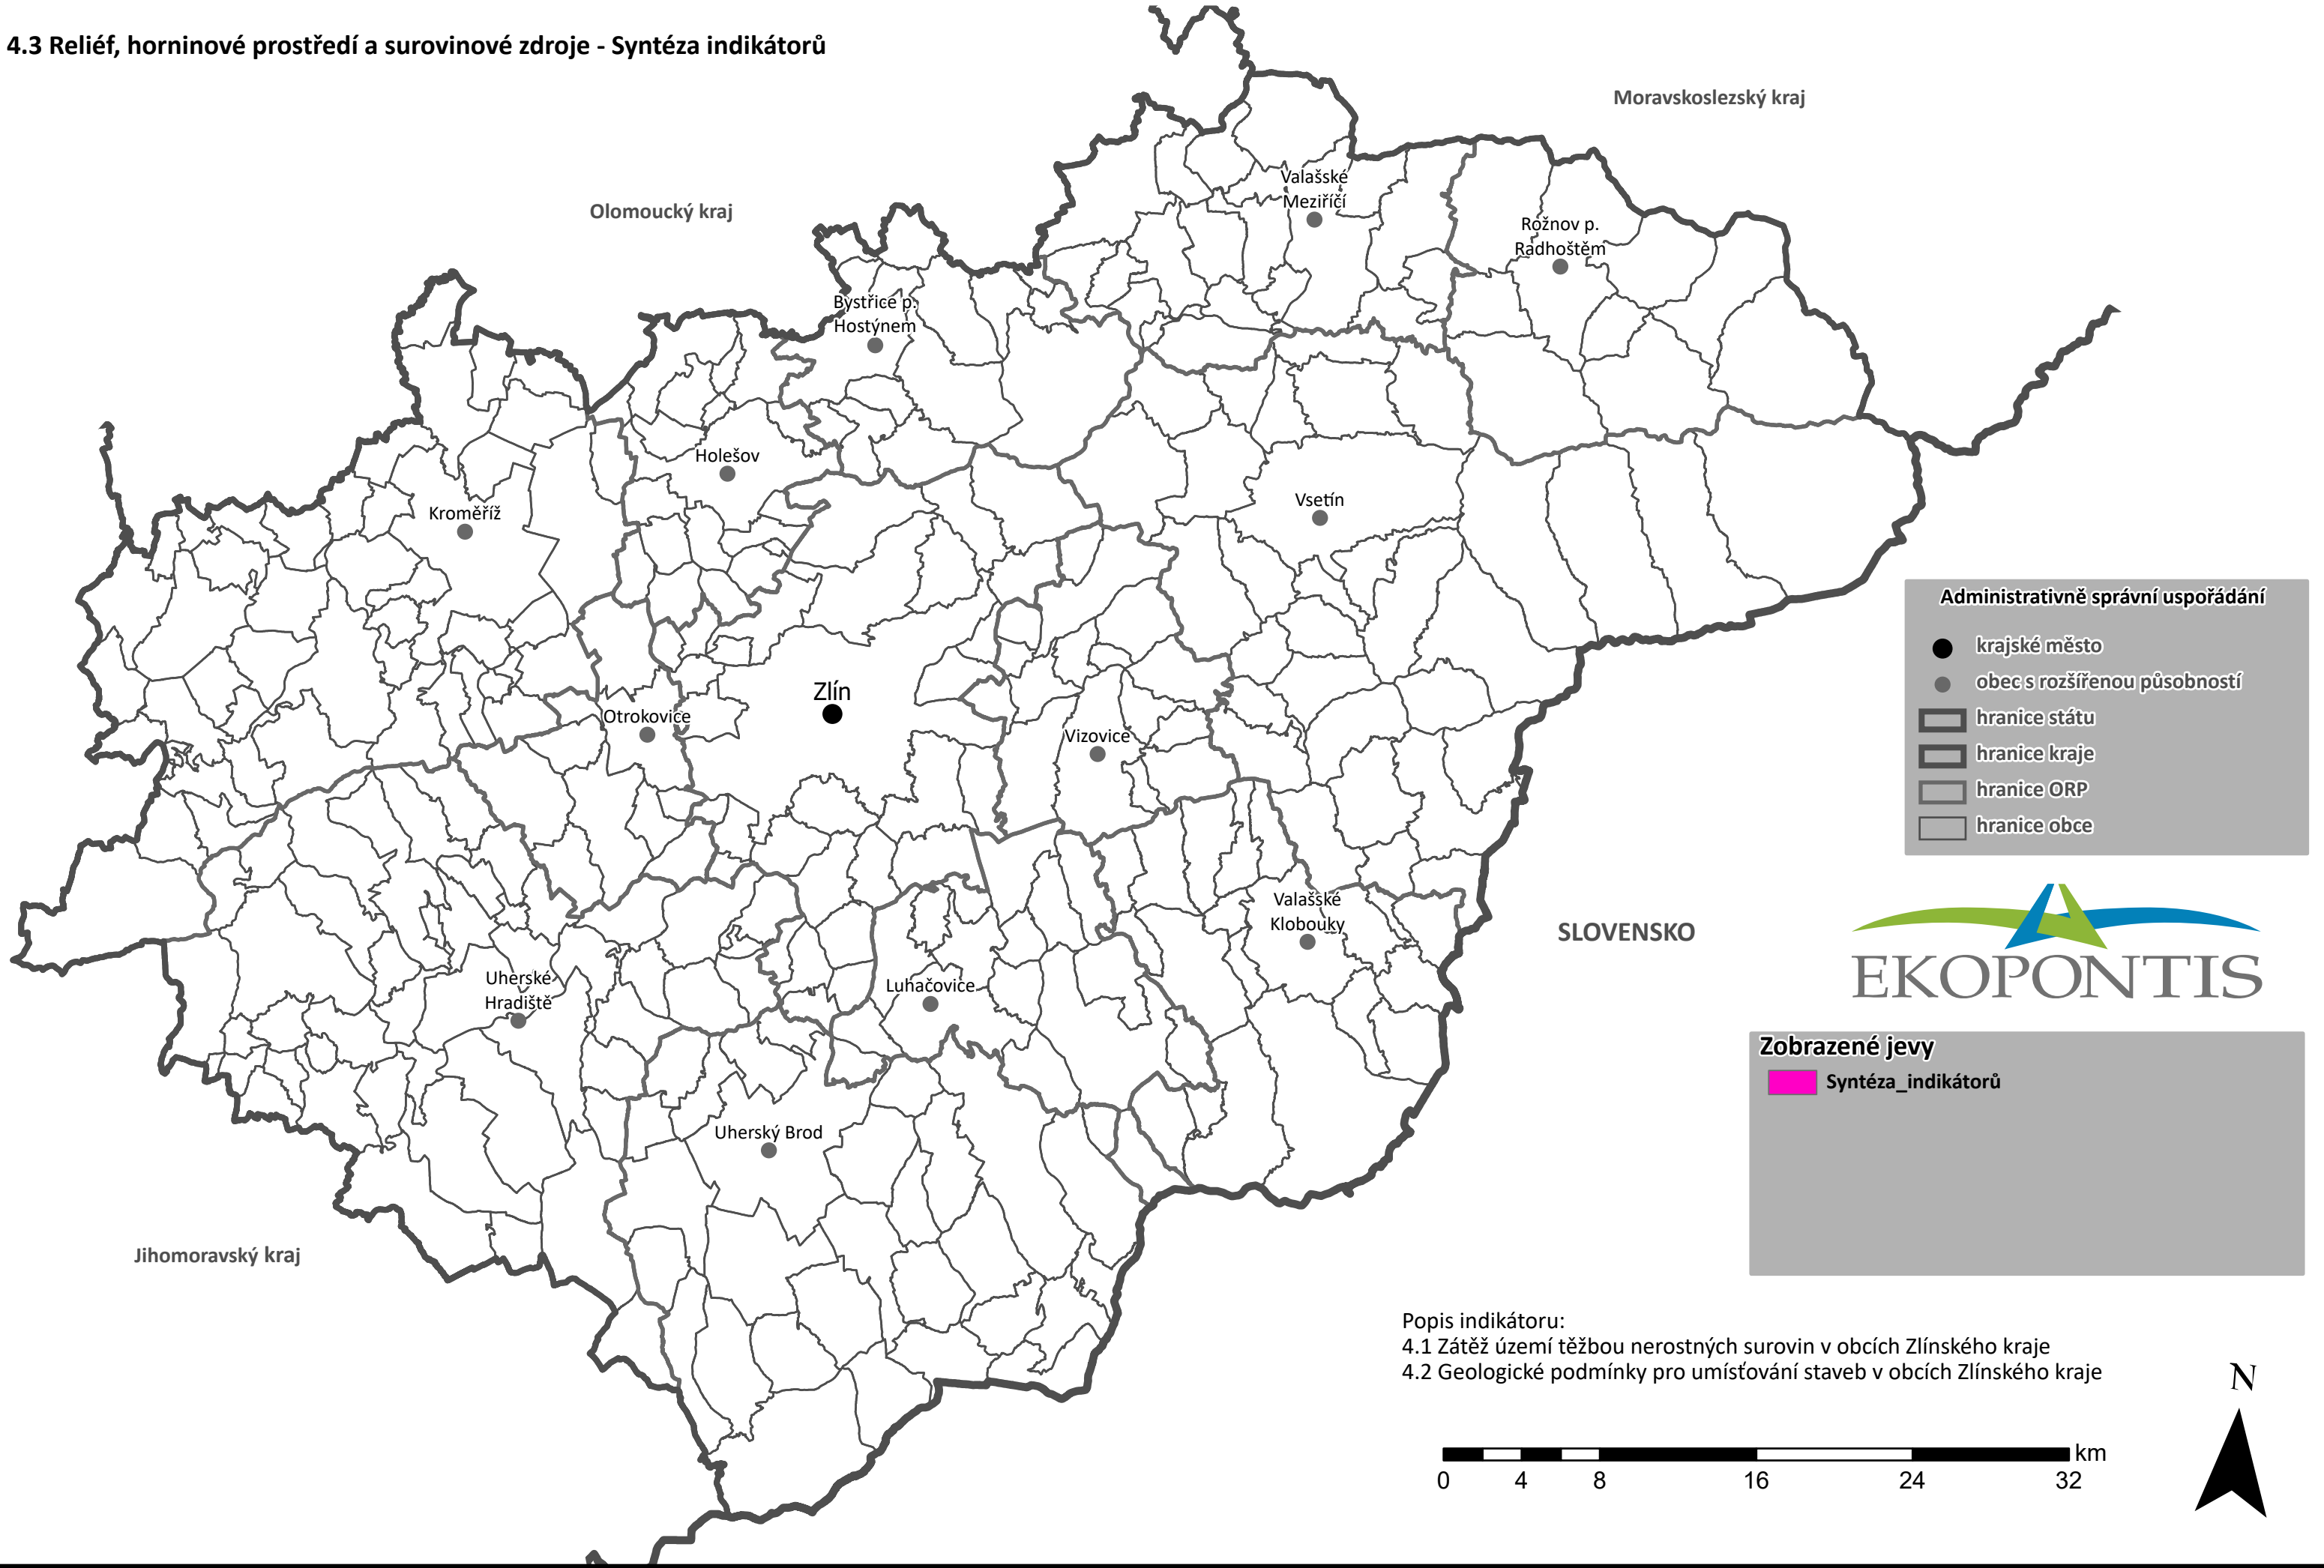 4.3 Reliéf, horninové prostředí a surovinové zdroje - Syntéza indikátorů
Moravskoslezský kraj
Olomoucký kraj
Valašské
Meziříčí
Rožnov p.
Radhoštěm
Bystřice p.
Hostýnem
Holešov
Kroměříž
Vsetín
Administrativně správní uspořádání
krajské město
obec s rozšířenou působností
hranice státu
hranice kraje
hranice ORP
hranice obce
Zlín
Otrokovice
Vizovice
Valašské
Klobouky
SLOVENSKO
EKOPONTIS
Uherské
Hradiště
Luhačovice
Zobrazené jevy
Syntéza_indikátorů
Uherský Brod
Jihomoravský kraj
Popis indikátoru:
4.1 Zátěž území těžbou nerostných surovin v obcích Zlínského kraje
4.2 Geologické podmínky pro umísťování staveb v obcích Zlínského kraje
N
km
0 4 8 16 24 32